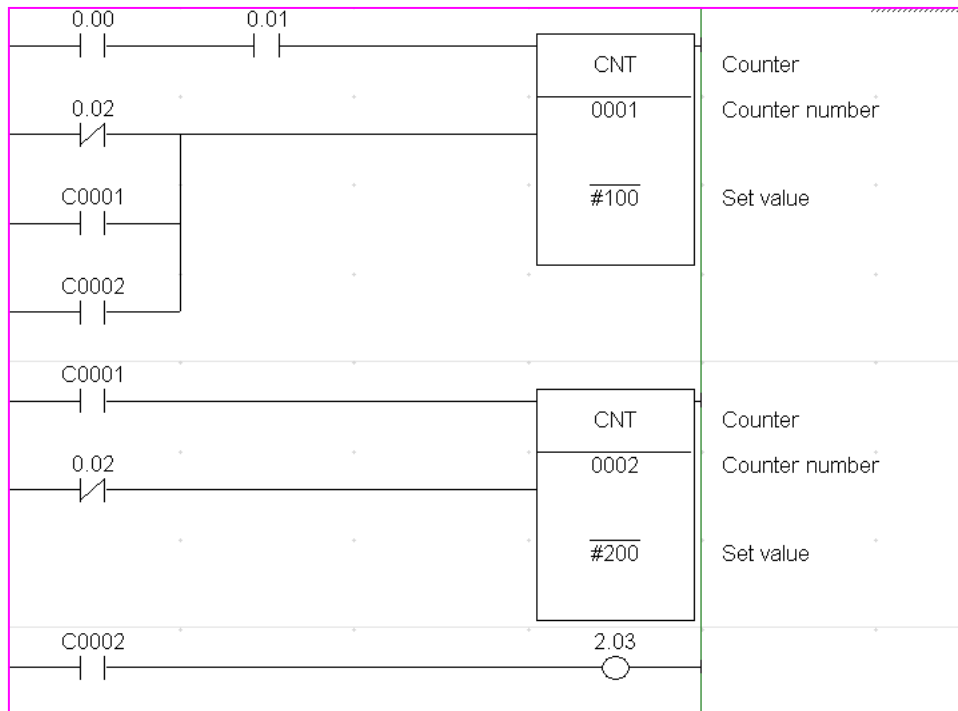 0.00 0.01
CNT Counter
0.02 0001 Counter number
C0001 #100 Set value
C0002
C0001
CNT Counter
0.02 0002 Counter number
#200 Set value
C0002 2.03